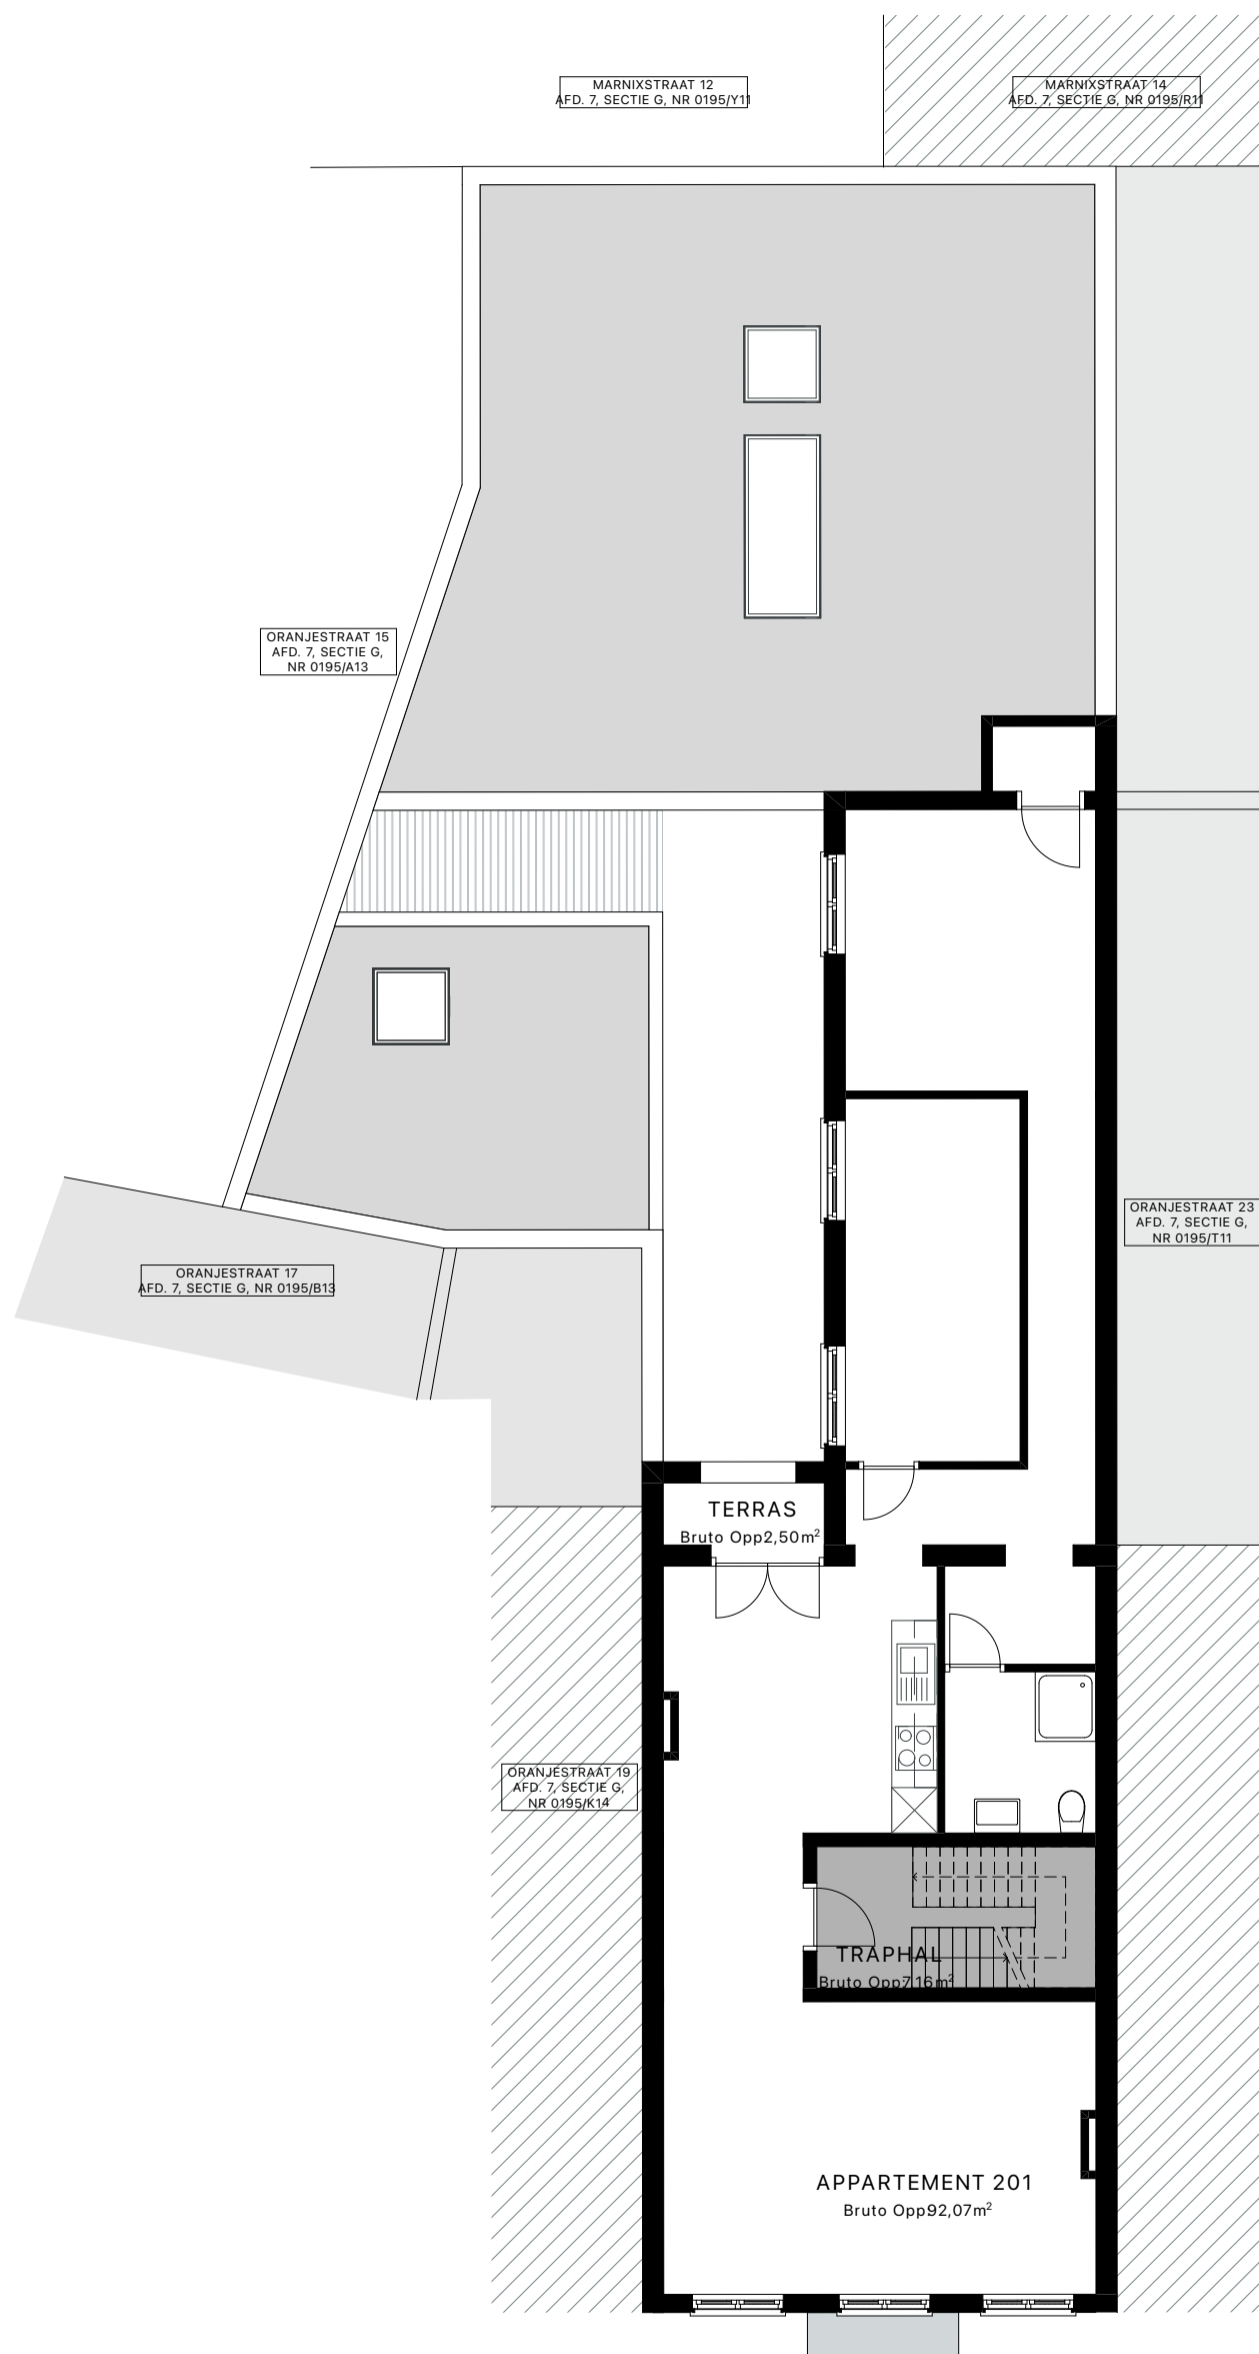 MARNIXSTRAAT 12
AFD. 7, SECTIE G, NR 0195/Y11
MARNIXSTRAAT 14
AFD. 7, SECTIE G, NR 0195/R11
ORANJESTRAAT 15
AFD. 7, SECTIE G,
NR 0195/A13
ORANJESTRAAT 23
AFD. 7, SECTIE G,
NR 0195/T11
ORANJESTRAAT 17
AFD. 7, SECTIE G, NR 0195/B13
TERRAS
Bruto Opp2,50m²
ORANJESTRAAT 19
AFD. 7, SECTIE G,
NR 0195/K14
TRAPHAL
Bruto Opp7,16m²
APPARTEMENT 201
Bruto Opp92,07m²